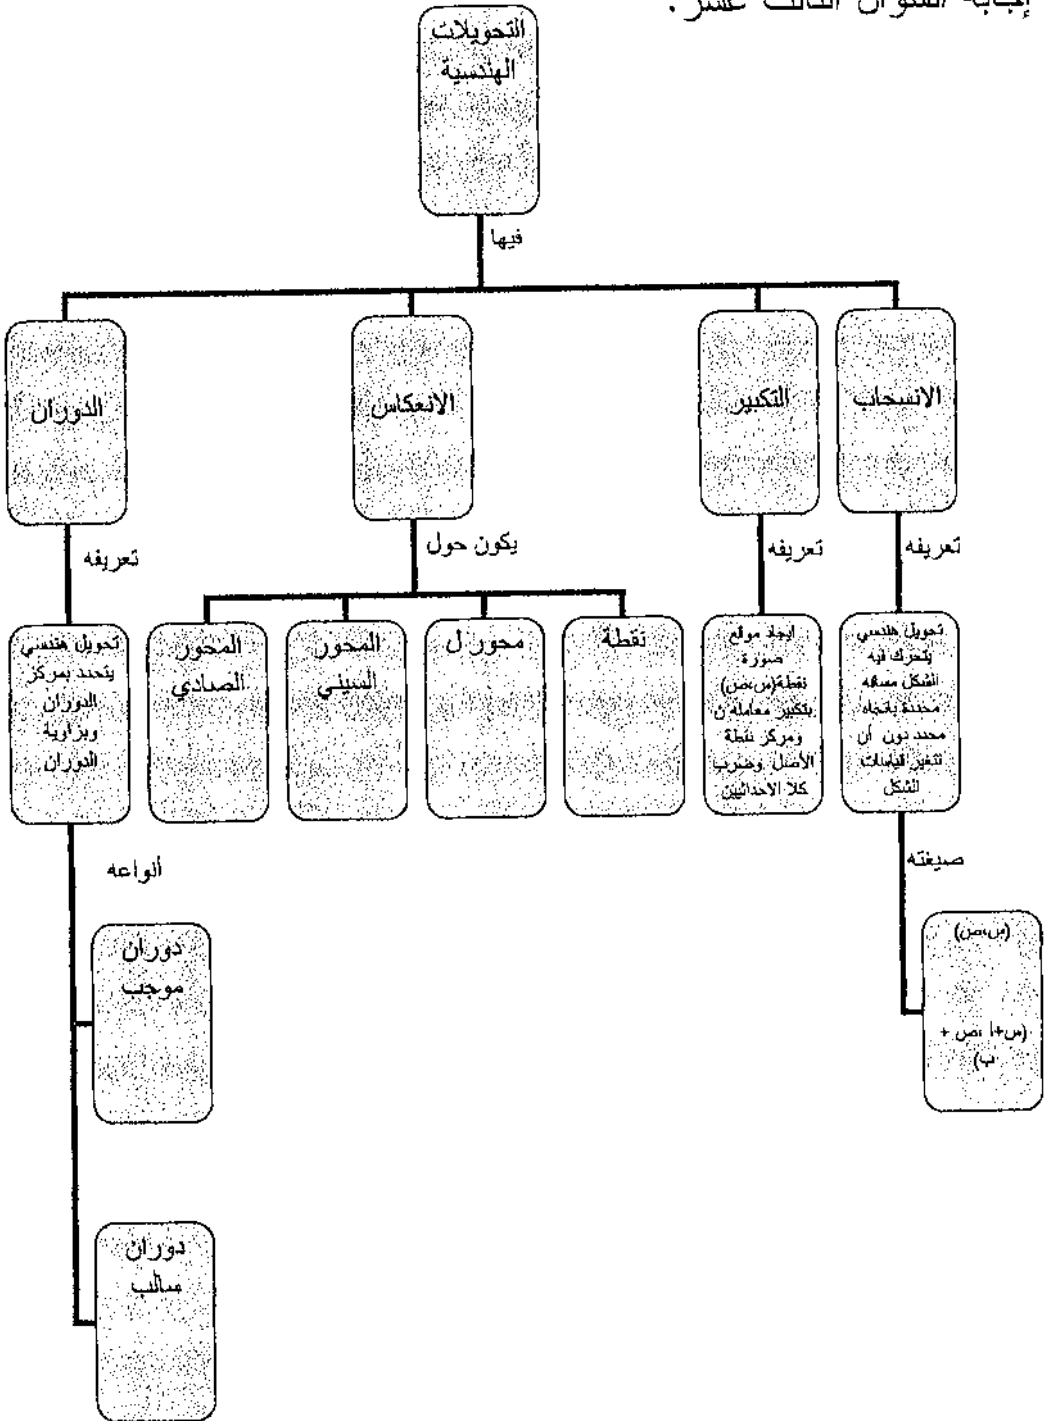 إجابة السؤال الثالث عشر:
التحويلات
الهندسية
فيها
الانسحاب
التكبير
الانعكاس
الدوران
تعريفه
تعريفه
يكون حول
تعريفه
تحويل هندسي
يتحرك فيه
الشكل مسافه
محددة باتجاه
محدد دون أن
تتغير قياسات
الشكل
ايجاد موقع
صورة
نقطة(س،ص)
بتكبير معامله ن
ومركز نقطة
الأصل وضرب
كلا الاحداثيين
نقطة
محور ل
المحور
السيني
المحور
الصادي
تحويل هندسي
يتحدد بمركز
الدوران
وبزاوية
الدوران
صيغته
(س،ص)
(س+أ ،ص +
ب)
أنواعه
دوران
موجب
دوران
سالب